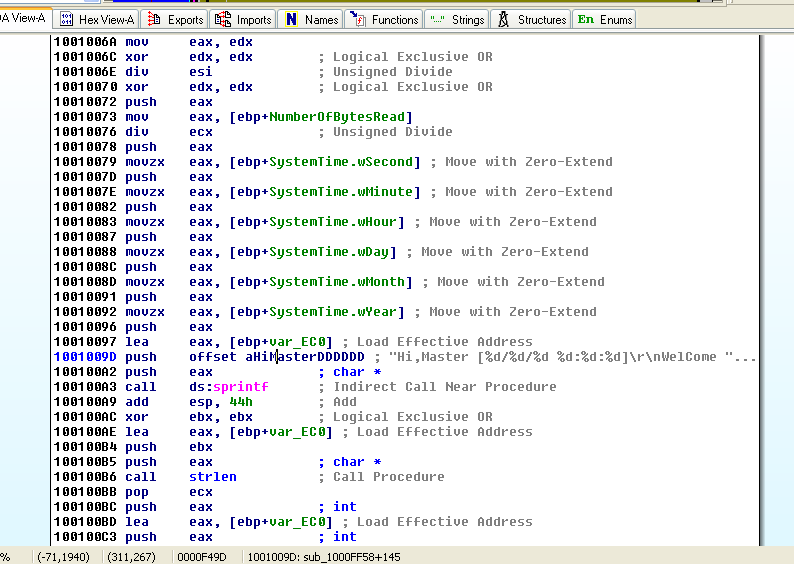 DA View-A Hex View-A Exports Imports N Names Functions "..." Strings Structures En Enums
1001006A mov eax, edx
1001006C xor edx, edx ; Logical Exclusive OR
1001006E div esi ; Unsigned Divide
10010070 xor edx, edx ; Logical Exclusive OR
10010072 push eax
10010073 mov eax, [ebp+NumberOfBytesRead]
10010076 div ecx ; Unsigned Divide
10010078 push eax
10010079 movzx eax, [ebp+SystemTime.wSecond] ; Move with Zero-Extend
1001007D push eax
1001007E movzx eax, [ebp+SystemTime.wMinute] ; Move with Zero-Extend
10010082 push eax
10010083 movzx eax, [ebp+SystemTime.wHour] ; Move with Zero-Extend
10010087 push eax
10010088 movzx eax, [ebp+SystemTime.wDay] ; Move with Zero-Extend
1001008C push eax
1001008D movzx eax, [ebp+SystemTime.wMonth] ; Move with Zero-Extend
10010091 push eax
10010092 movzx eax, [ebp+SystemTime.wYear] ; Move with Zero-Extend
10010096 push eax
10010097 lea eax, [ebp+var_EC0] ; Load Effective Address
1001009D push offset aHiMasterDDDDDD ; "Hi,Master [%d/%d/%d %d:%d:%d]\r\nWelCome "...
100100A2 push eax ; char *
100100A3 call ds:sprintf ; Indirect Call Near Procedure
100100A9 add esp, 44h ; Add
100100AC xor ebx, ebx ; Logical Exclusive OR
100100AE lea eax, [ebp+var_EC0] ; Load Effective Address
100100B4 push ebx
100100B5 push eax ; char *
100100B6 call strlen ; Call Procedure
100100BB pop ecx
100100BC push eax ; int
100100BD lea eax, [ebp+var_EC0] ; Load Effective Address
100100C3 push eax ; int
% (-71,1940) (311,267) 0000F49D 1001009D: sub_1000FF58+145